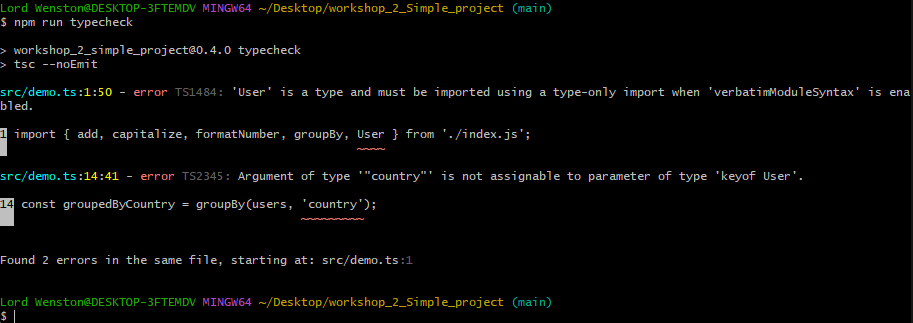 Lord Wenston@DESKTOP-3FTEMDV MINGW64 ~/Desktop/workshop_2_Simple_project (main)
$ npm run typecheck
> workshop_2_simple_project@0.4.0 typecheck
> tsc --noEmit
src/demo.ts:1:50 - error TS1484: 'User' is a type and must be imported using a type-only import when 'verbatimModuleSyntax' is ena
bled.
1 import { add, capitalize, formatNumber, groupBy, User } from './index.js';
~~~~
src/demo.ts:14:41 - error TS2345: Argument of type '"country"' is not assignable to parameter of type 'keyof User'.
14 const groupedByCountry = groupBy(users, 'country');
~~~~~~~~~
Found 2 errors in the same file, starting at: src/demo.ts:1
Lord Wenston@DESKTOP-3FTEMDV MINGW64 ~/Desktop/workshop_2_Simple_project (main)
$